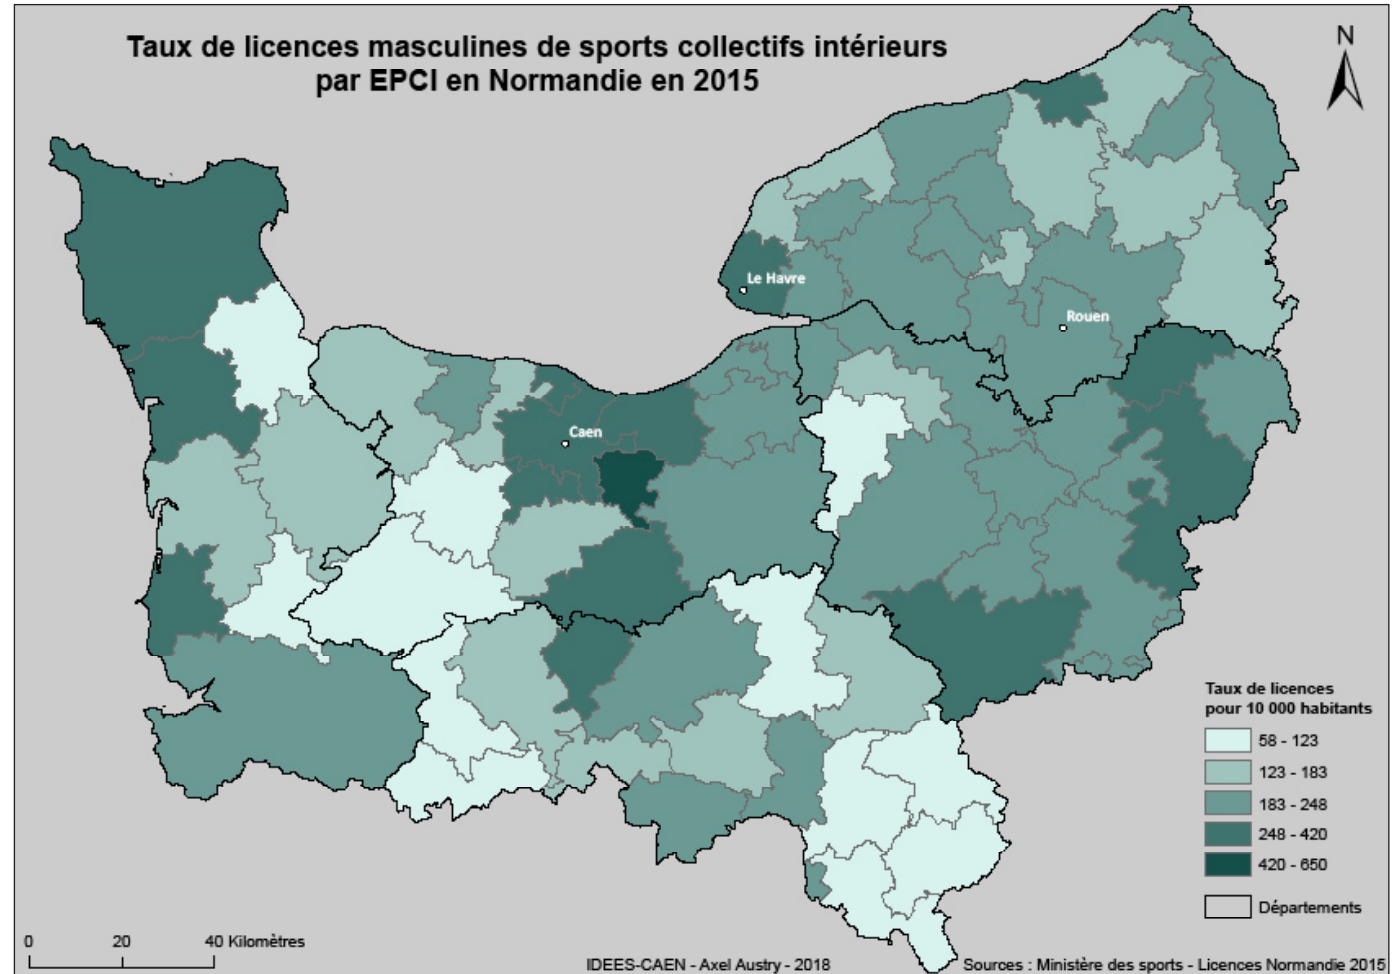 Taux de licences masculines de sports collectifs intérieurs
par EPCI en Normandie en 2015
N
Le Havre
Rouen
Caen
Taux de licences
pour 10 000 habitants
58 - 123
123 - 183
183 - 248
248 - 420
420 - 650
Départements
0 20 40 Kilomètres
IDEES-CAEN - Axel Austry - 2018
Sources : Ministère des sports - Licences Normandie 2015